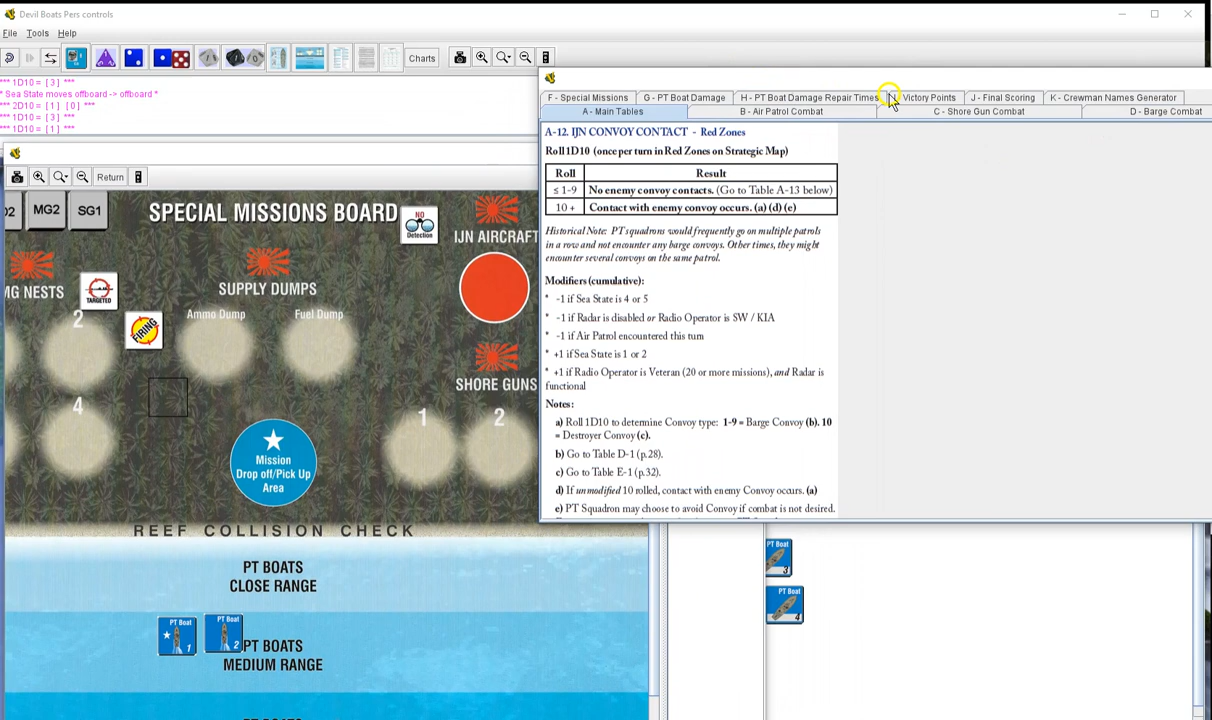 Devil Boats Pers controls
File Tools Help
Charts
*** 1D10 = [ 3 ] ***
* Sea State moves offboard -> offboard *
*** 2D10 = [ 1 ] [ 0 ] ***
*** 1D10 = [ 3 ] ***
*** 1D10 = [ 1 ] ***
F - Special Missions
G - PT Boat Damage
H - PT Boat Damage Repair Times
Victory Points
J - Final Scoring
K - Crewman Names Generator
A - Main Tables
B - Air Patrol Combat
C - Shore Gun Combat
D - Barge Combat
Return
MG2
SG1
SPECIAL MISSIONS BOARD
NO
Detection
IJN AIRCRAFT
MG NESTS
TARGETED
SUPPLY DUMPS
Ammo Dump
Fuel Dump
FIRING
2
4
SHORE GUNS
1
2
Mission
Drop off/Pick Up
Area
REEF COLLISION CHECK
PT BOATS
CLOSE RANGE
PT Boat
1
PT Boat
2
PT BOATS
MEDIUM RANGE
A-12. IJN CONVOY CONTACT - Red Zones
Roll 1D10 (once per turn in Red Zones on Strategic Map)
Roll Result
≤ 1-9 No enemy convoy contacts. (Go to Table A-13 below)
10 + Contact with enemy convoy occurs. (a) (d) (e)
Historical Note: PT squadrons would frequently go on multiple patrols
in a row and not encounter any barge convoys. Other times, they might
encounter several convoys on the same patrol.
Modifiers (cumulative):
* -1 if Sea State is 4 or 5
* -1 if Radar is disabled or Radio Operator is SW / KIA
* -1 if Air Patrol encountered this turn
* +1 if Sea State is 1 or 2
* +1 if Radio Operator is Veteran (20 or more missions), and Radar is
functional
Notes:
a) Roll 1D10 to determine Convoy type: 1-9 = Barge Convoy (b). 10
= Destroyer Convoy (c).
b) Go to Table D-1 (p.28).
c) Go to Table E-1 (p.32).
d) If unmodified 10 rolled, contact with enemy Convoy occurs. (a)
e) PT Squadron may choose to avoid Convoy if combat is not desired.
PT Boat
3
PT Boat
4